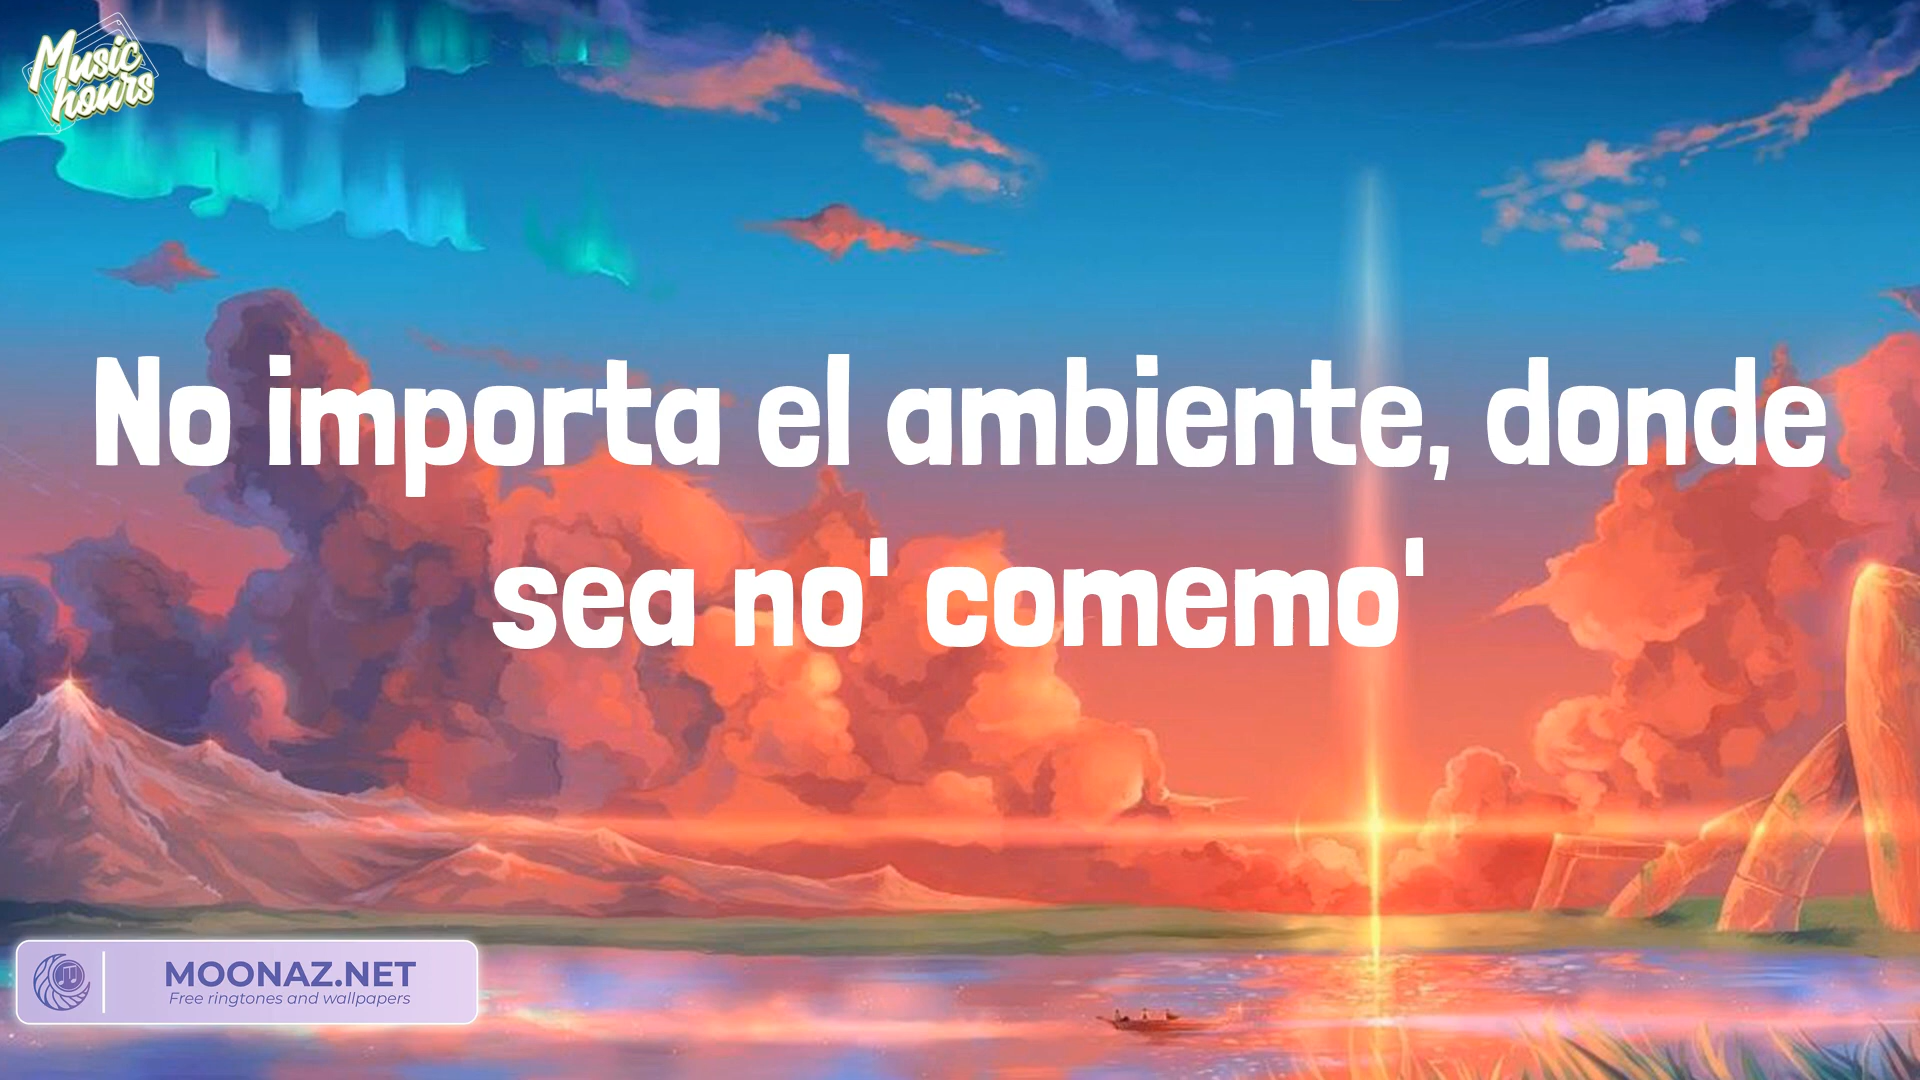 Music
hours
No importa el ambiente, donde
sea no' comemo'
MOONAZ.NET
Free ringtones and wallpapers